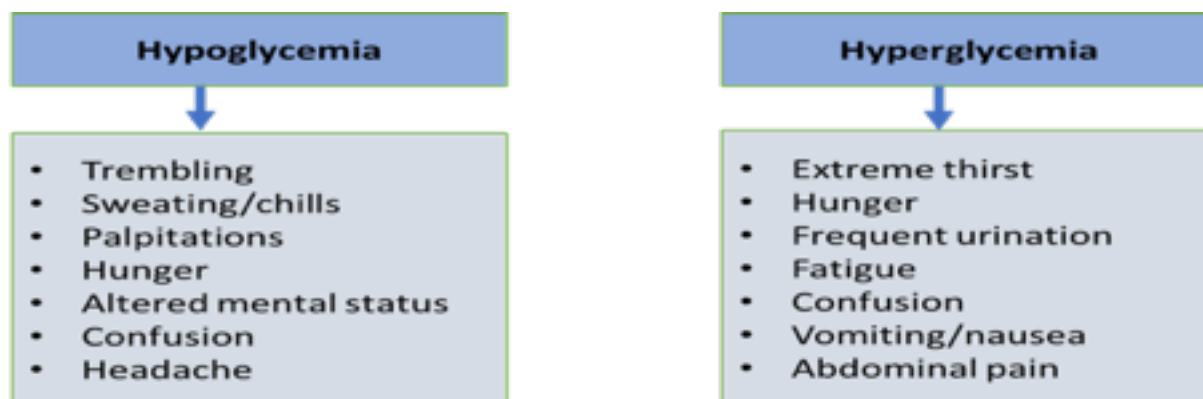 Hypoglycemia
• Trembling
• Sweating/chills
• Palpitations
• Hunger
• Altered mental status
• Confusion
• Headache
Hyperglycemia
• Extreme thirst
• Hunger
• Frequent urination
• Fatigue
• Confusion
• Vomiting/nausea
• Abdominal pain